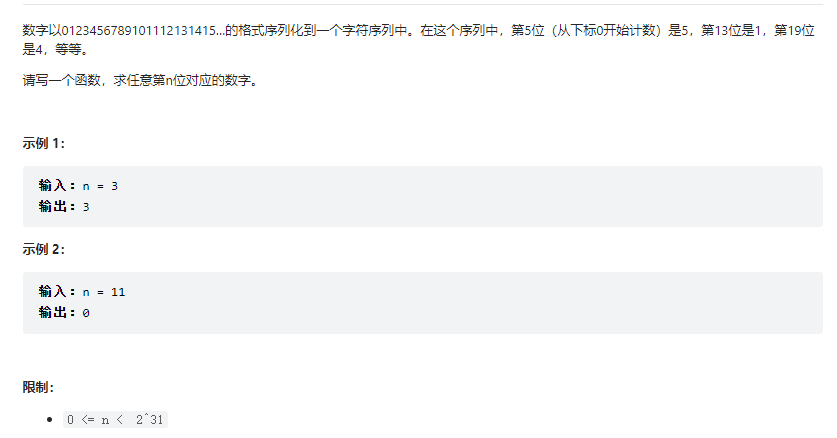 数字以0123456789101112131415…的格式序列化到一个字符序列中。在这个序列中，第5位（从下标0开始计数）是5，第13位是1，第19位
是4，等等。
请写一个函数，求任意第n位对应的数字。
示例 1：
输入：n = 3
输出：3
示例 2：
输入：n = 11
输出：0
限制：
• 0 <= n < 2^31